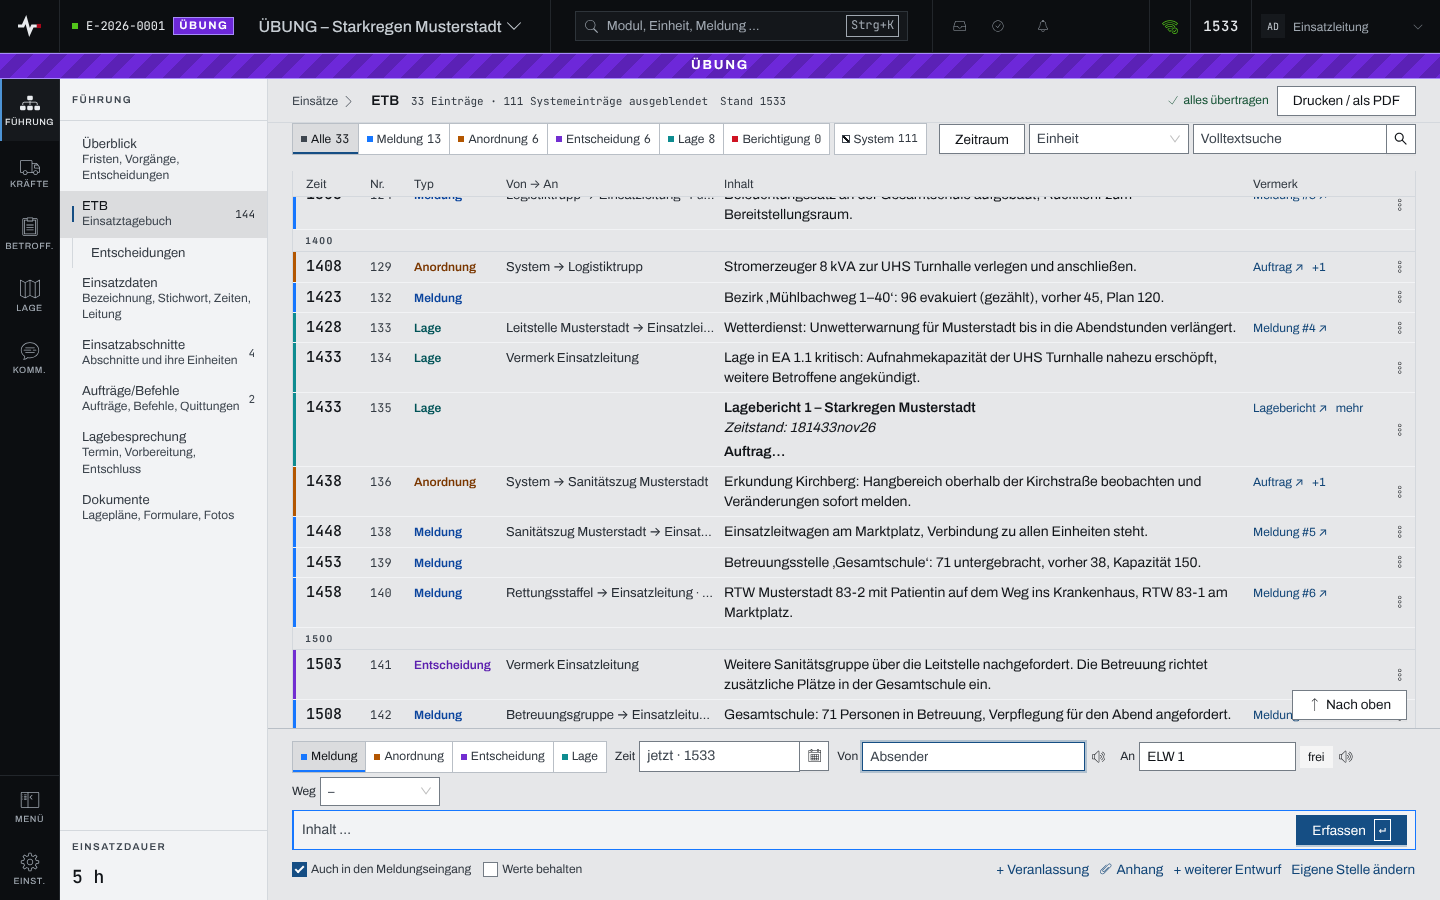 E-2026-0001 ÜBUNG ÜBUNG – Starkregen Musterstadt Modul, Einheit, Meldung ... Strg+K 1533 AD Einsatzleitung
ÜBUNG
FÜHRUNG
KRÄFTE
BETROFF.
LAGE
KOMM.
MENÜ
EINST.
FÜHRUNG
Überblick
Fristen, Vorgänge,
Entscheidungen
ETB
Einsatztagebuch 144
Entscheidungen
Einsatzdaten
Bezeichnung, Stichwort, Zeiten,
Leitung
Einsatzabschnitte
Abschnitte und ihre Einheiten 4
Aufträge/Befehle
Aufträge, Befehle, Quittungen 2
Lagebesprechung
Termin, Vorbereitung,
Entschluss
Dokumente
Lagepläne, Formulare, Fotos
EINSATZDAUER
5 h
Einsätze ETB 33 Einträge · 111 Systemeinträge ausgeblendet Stand 1533 alles übertragen Drucken / als PDF
Alle 33 Meldung 13 Anordnung 6 Entscheidung 6 Lage 8 Berichtigung 0 System 111 Zeitraum Einheit Volltextsuche
Zeit Nr. Typ Von → An Inhalt Vermerk
Bereitstellungsraum.
1400
1408 129 Anordnung System → Logistiktrupp Stromerzeuger 8 kVA zur UHS Turnhalle verlegen und anschließen. Auftrag ↗ +1
1423 132 Meldung Bezirk ‚Mühlbachweg 1–40‘: 96 evakuiert (gezählt), vorher 45, Plan 120.
1428 133 Lage Leitstelle Musterstadt → Einsatzlei... Wetterdienst: Unwetterwarnung für Musterstadt bis in die Abendstunden verlängert. Meldung #4 ↗
1433 134 Lage Vermerk Einsatzleitung Lage in EA 1.1 kritisch: Aufnahmekapazität der UHS Turnhalle nahezu erschöpft,
weitere Betroffene angekündigt.
1433 135 Lage Lagebericht 1 – Starkregen Musterstadt Lagebericht ↗ mehr
Zeitstand: 181433nov26
Auftrag...
1438 136 Anordnung System → Sanitätszug Musterstadt Erkundung Kirchberg: Hangbereich oberhalb der Kirchstraße beobachten und Auftrag ↗ +1
Veränderungen sofort melden.
1448 138 Meldung Sanitätszug Musterstadt → Einsat... Einsatzleitwagen am Marktplatz, Verbindung zu allen Einheiten steht. Meldung #5 ↗
1453 139 Meldung Betreuungsstelle ‚Gesamtschule‘: 71 untergebracht, vorher 38, Kapazität 150.
1458 140 Meldung Rettungsstaffel → Einsatzleitung · ... RTW Musterstadt 83-2 mit Patientin auf dem Weg ins Krankenhaus, RTW 83-1 am Meldung #6 ↗
Marktplatz.
1500
1503 141 Entscheidung Vermerk Einsatzleitung Weitere Sanitätsgruppe über die Leitstelle nachgefordert. Die Betreuung richtet
zusätzliche Plätze in der Gesamtschule ein.
1508 142 Meldung Betreuungsgruppe → Einsatzleitu... Gesamtschule: 71 Personen in Betreuung, Verpflegung für den Abend angefordert.
↑ Nach oben
Meldung Anordnung Entscheidung Lage Zeit jetzt · 1533 Von Absender An ELW 1 frei
Weg –
Inhalt ... Erfassen ↵
Auch in den Meldungseingang Werte behalten + Veranlassung Anhang + weiterer Entwurf Eigene Stelle ändern